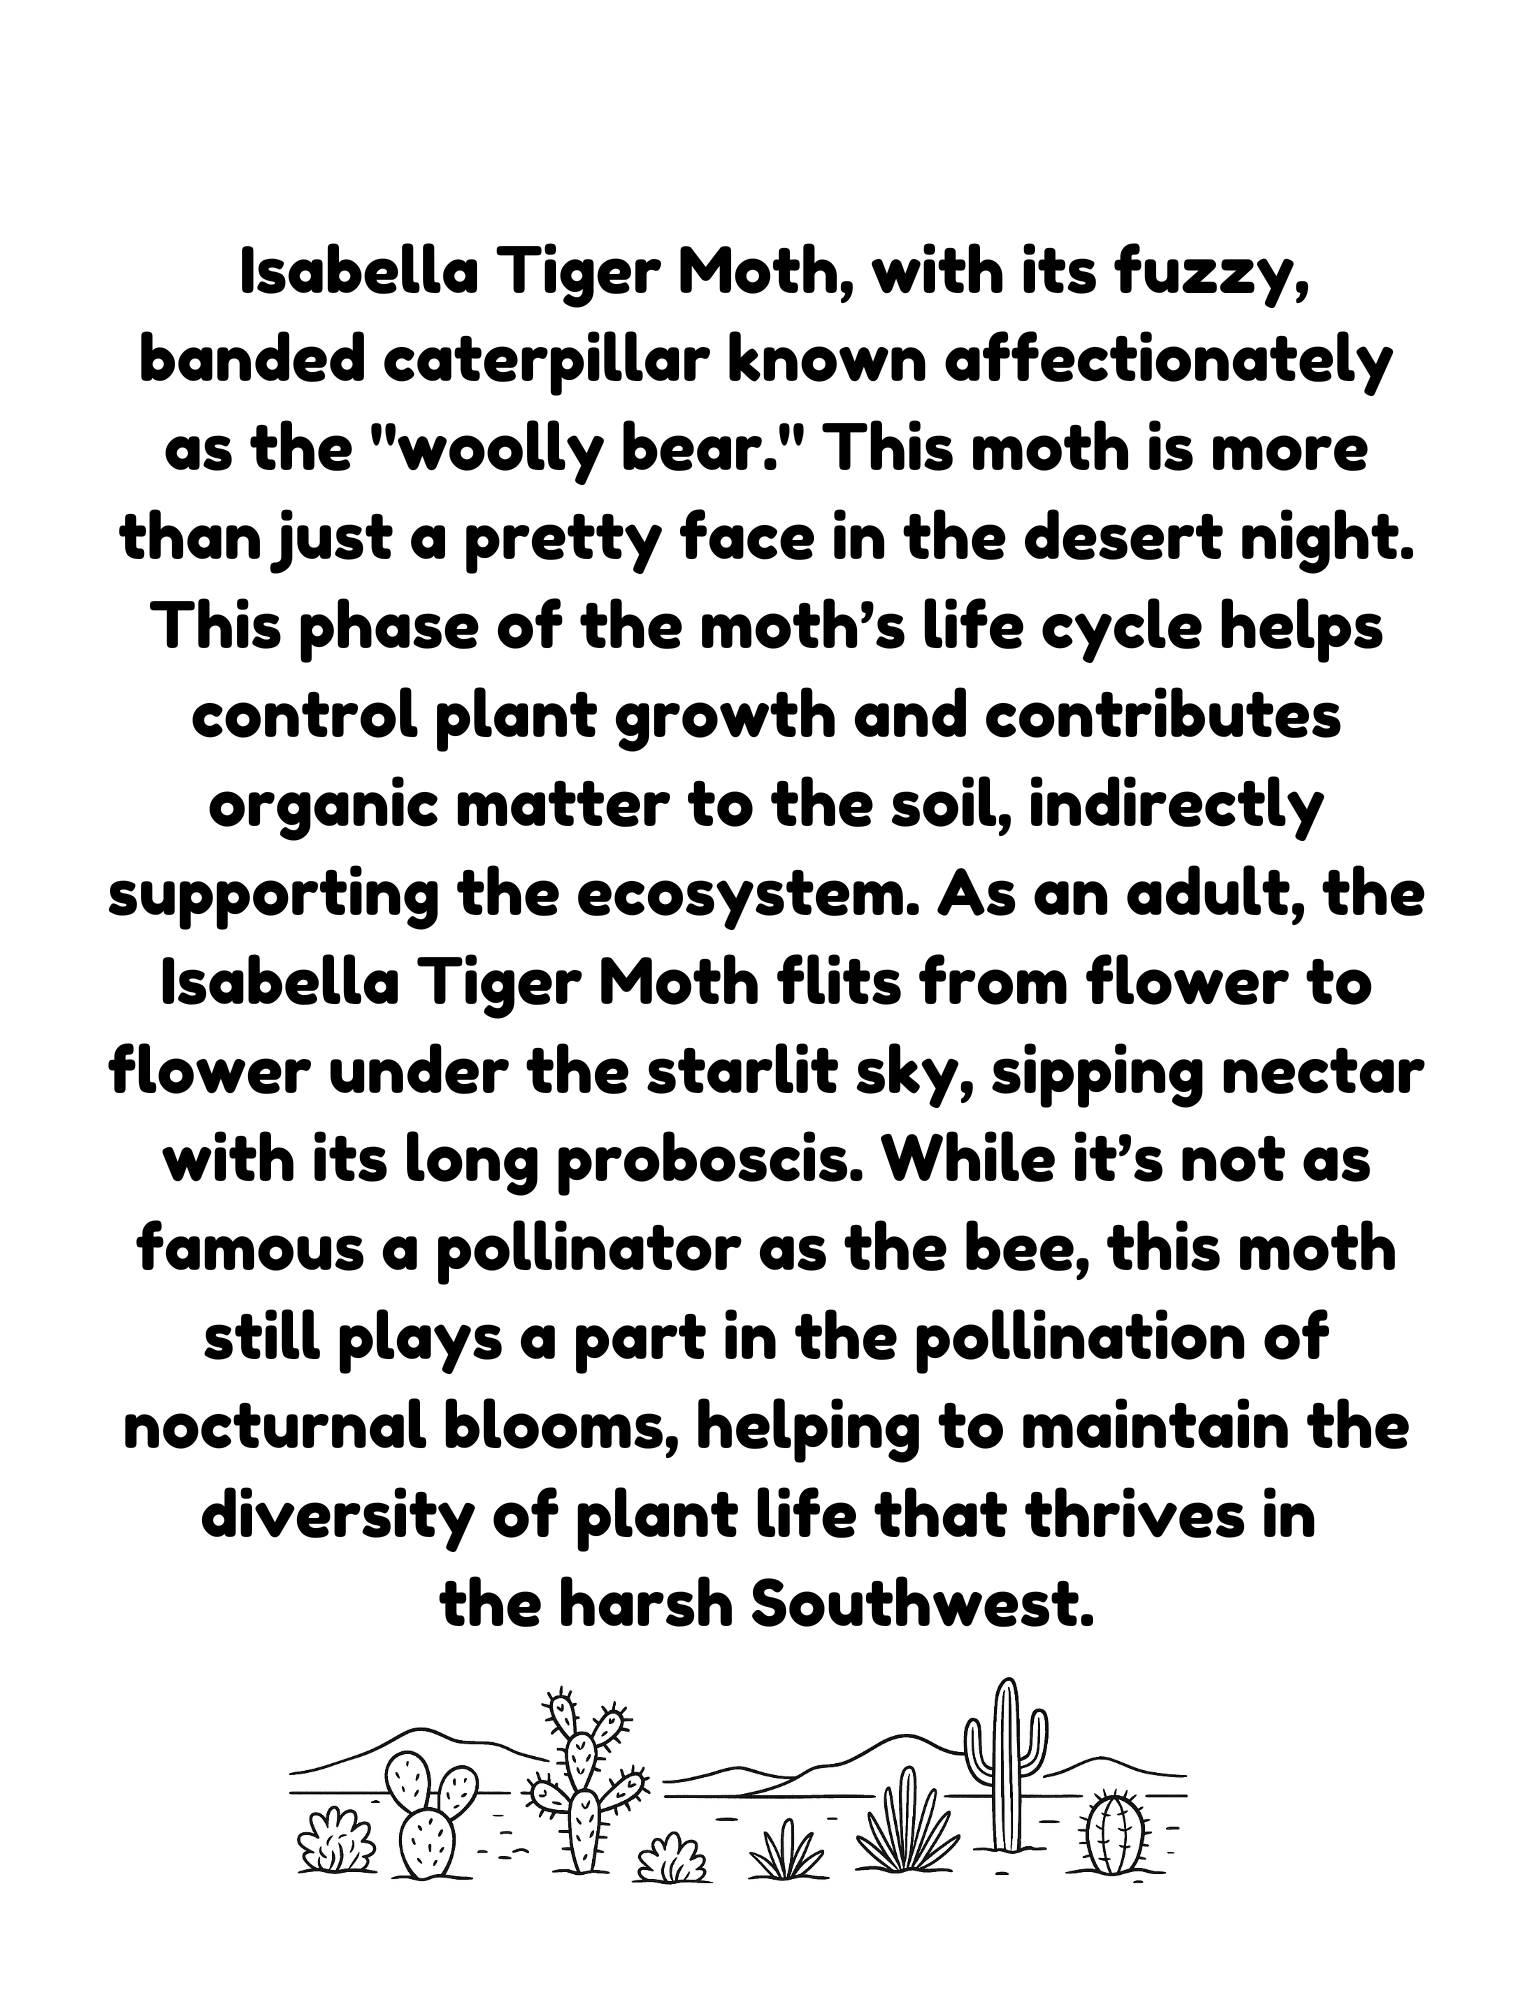 Isabella Tiger Moth, with its fuzzy,
banded caterpillar known affectionately
as the "woolly bear." This moth is more
than just a pretty face in the desert night.
This phase of the moth’s life cycle helps
control plant growth and contributes
organic matter to the soil, indirectly
supporting the ecosystem. As an adult, the
Isabella Tiger Moth flits from flower to
flower under the starlit sky, sipping nectar
with its long proboscis. While it’s not as
famous a pollinator as the bee, this moth
still plays a part in the pollination of
nocturnal blooms, helping to maintain the
diversity of plant life that thrives in
the harsh Southwest.